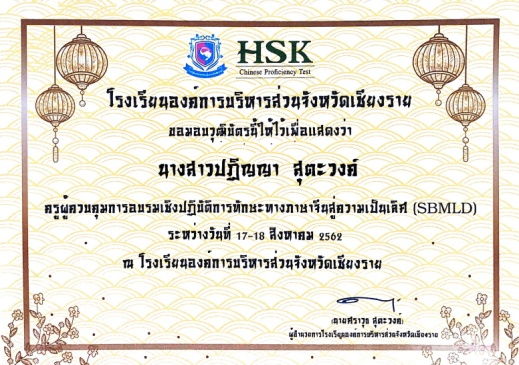 HSK
Chinese Proficiency Test
โรงเรียนองค์การบริหารส่วนจังหวัดเชียงราย
ขอมอบวุฒิบัตรนี้ให้ไว้เพื่อแสดงว่า
นางสาวปฏิญญา สุตะวงค์
ครูผู้ควบคุมการอบรมเชิงปฏิบัติการทักษะทางภาษาจีนสู่ความเป็นเลิศ (SBMLD)
ระหว่างวันที่ 17-18 สิงหาคม 2562
ณ โรงเรียนองค์การบริหารส่วนจังหวัดเชียงราย
(นายศราวุธ สุตะวงค์)
ผู้อำนวยการโรงเรียนองค์การบริหารส่วนจังหวัดเชียงราย